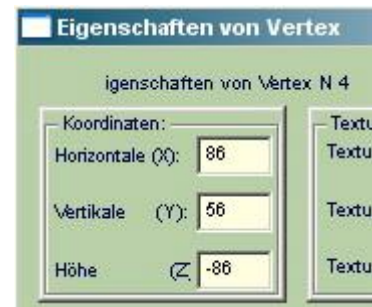 Eigenschaften von Vertex
igenschaften von Vertex N 4
Koordinaten:
Textu
Horizontale (X): 86
Textu
Vertikale (Y): 56
Textu
Höhe (Z -86
Textu